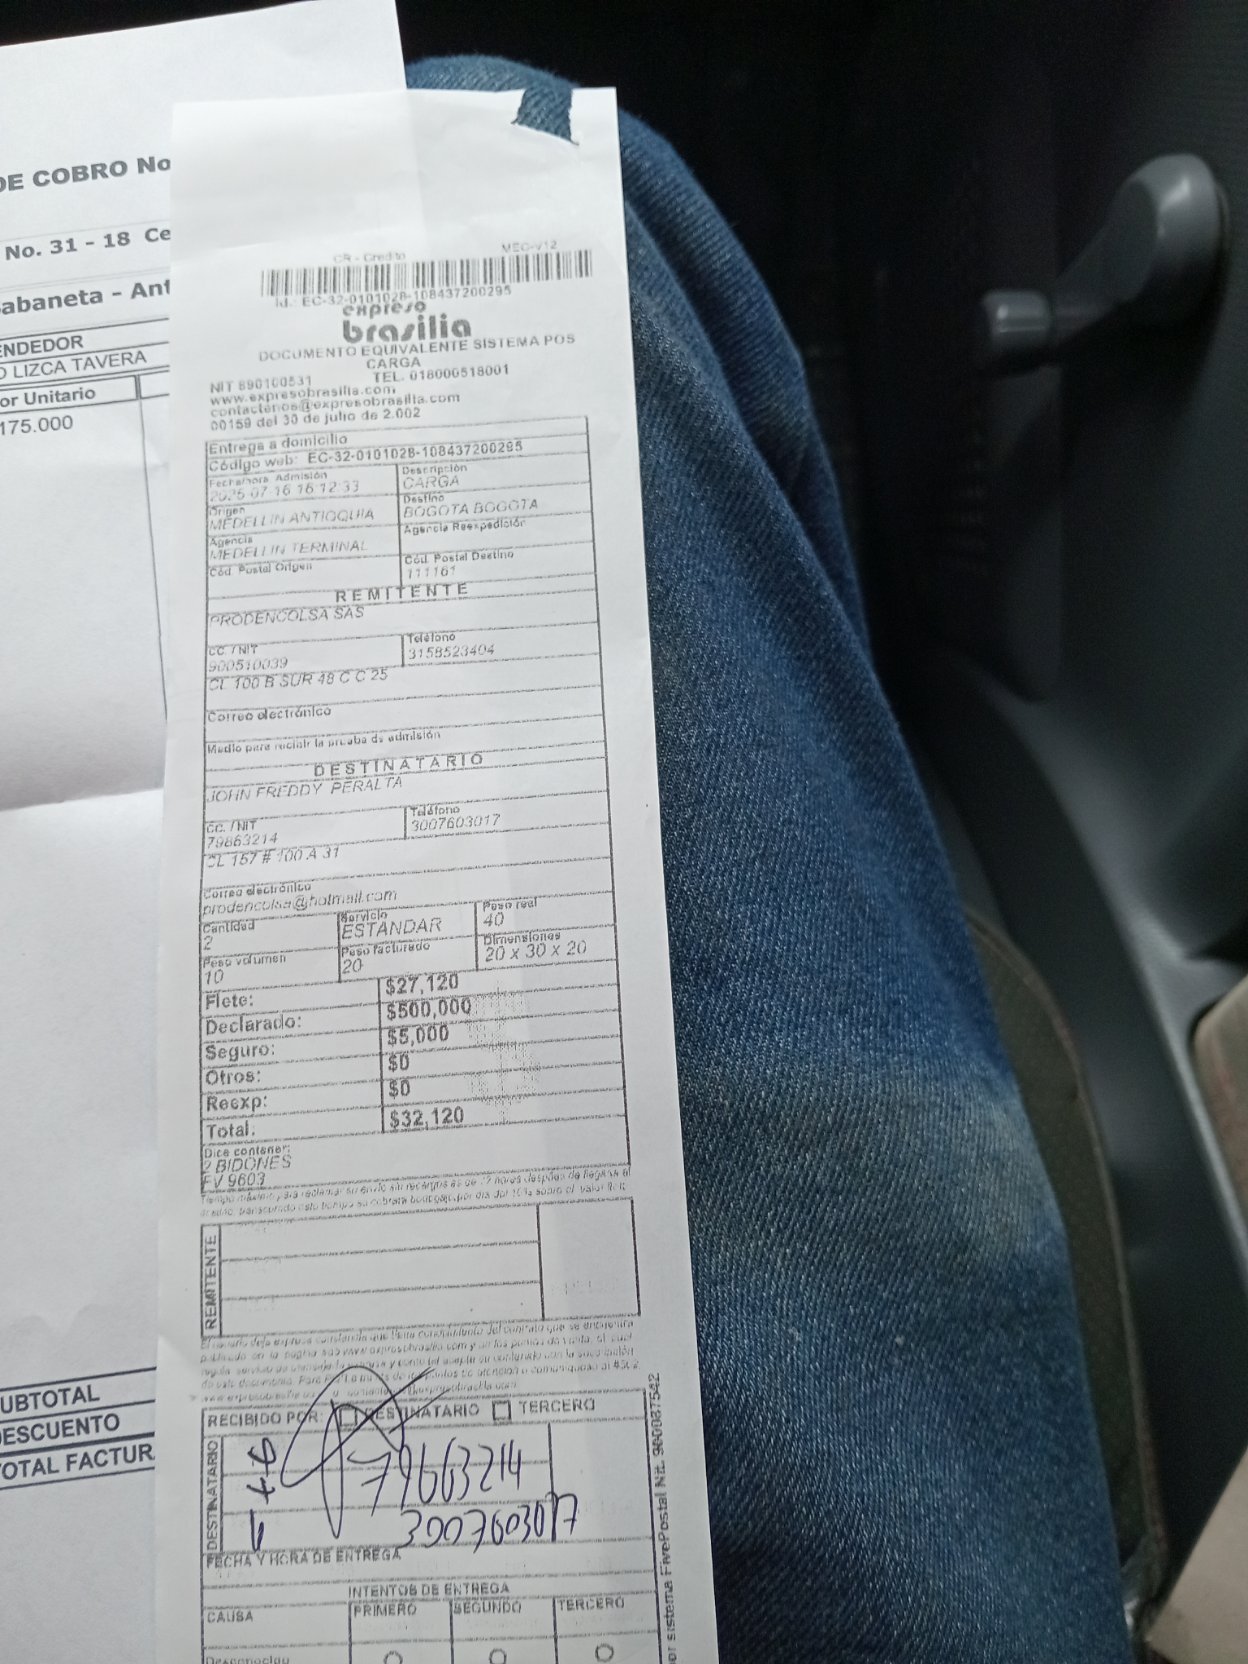 DE COBRO No
No. 31 - 18 Ce
abaneta - Ant
ENDEDOR
O LIZCA TAVERA
or Unitario
175.000
UBTOTAL
DESCUENTO
OTAL FACTUR
CR - Credito
MEC-v12
Id.: EC-32-0101028-108437200295
expreso
brasilia
DOCUMENTO EQUIVALENTE SISTEMA POS
CARGA
NIT 890100531 TEL. 018000518001
www.expresobrasilia.com
contactenos@expresobrasilia.com
00159 del 30 de julio de 2.002
Entrega a domicilio
Código web: EC-32-0101028-108437200295
Fecha/hora Admisión
2025-07-16 16:12:33
Descripción
CARGA
Origen
MEDELLIN ANTIOQUIA
Destino
BOGOTA BOGOTA
Agencia
MEDELLIN TERMINAL
Agencia Reexpedición
Cód. Postal Origen
Cód. Postal Destino
111161
REMITENTE
PRODENCOLSA SAS
CC. / NIT
900510039
Teléfono
3158523404
CL 100 B SUR 48 C C 25
Correo electrónico
Medio para recibir la prueba de admisión
DESTINATARIO
JOHN FREDDY PERALTA
CC. / NIT
79863214
Teléfono
3007603017
CL 157 # 100 A 31
Correo electrónico
prodencolsa@hotmail.com
Cantidad
2
Servicio
ESTANDAR
Peso real
40
Peso volumen
10
Peso facturado
20
Dimensiones
20 x 30 x 20
Flete: $27,120
Declarado: $500,000
Seguro: $5,000
Otros: $0
Reexp: $0
Total: $32,120
Dice contener:
2 BIDONES
FV 9603
REMITENTE
RECIBIDO POR: DESTINATARIO TERCERO
DESTINATARIO
79663214
3007603017
FECHA Y HORA DE ENTREGA
INTENTOS DE ENTREGA
CAUSA PRIMERO SEGUNDO TERCERO
Desconocido
or sistema FivePostal Nit. 900087542